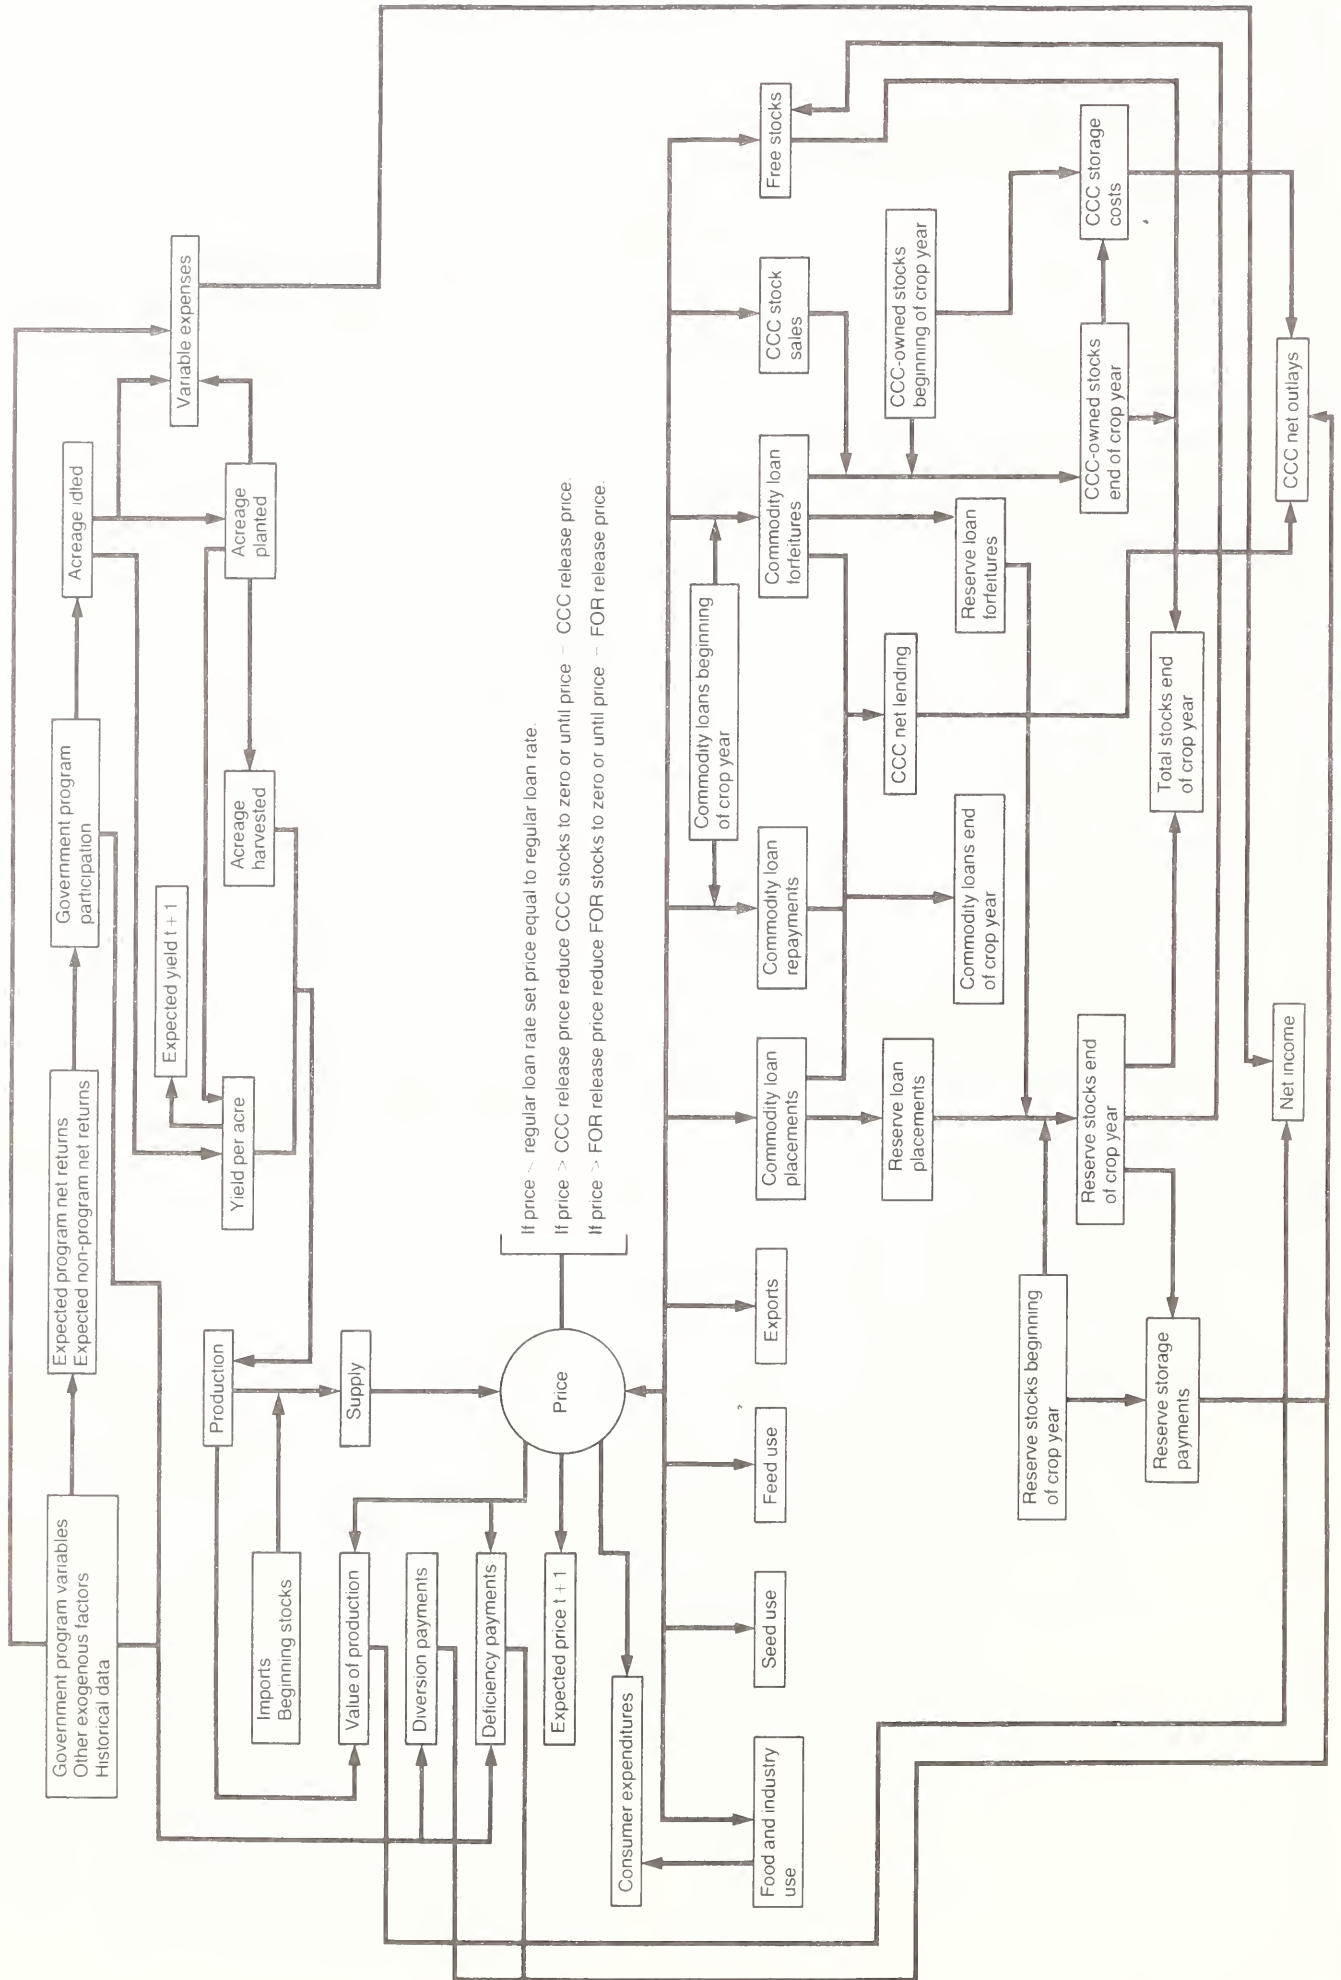 Government program variables
Other exogenous factors
Historical data
Expected program net returns
Expected non-program net returns
Government program
participation
Acreage idled
Variable expenses
Expected yield t + 1
Yield per acre
Acreage
harvested
Acreage
planted
Production
Imports
Beginning stocks
Supply
Value of production
Diversion payments
Deficiency payments
Expected price t + 1
Consumer expenditures
Price
If price < regular loan rate set price equal to regular loan rate.
If price > CCC release price reduce CCC stocks to zero or until price = CCC release price.
If price > FOR release price reduce FOR stocks to zero or until price = FOR release price.
Commodity loans beginning
of crop year
Food and industry
use
Seed use
Feed use
Exports
Commodity loan
placements
Commodity loan
repayments
Commodity loan
forfeitures
CCC stock
sales
Free stocks
Reserve loan
placements
CCC net lending
CCC-owned stocks
beginning of crop year
Commodity loans end
of crop year
Reserve loan
forfeitures
Reserve stocks beginning
of crop year
Reserve stocks end
of crop year
CCC-owned stocks
end of crop year
CCC storage
costs
Reserve storage
payments
Total stocks end
of crop year
Net income
CCC net outlays